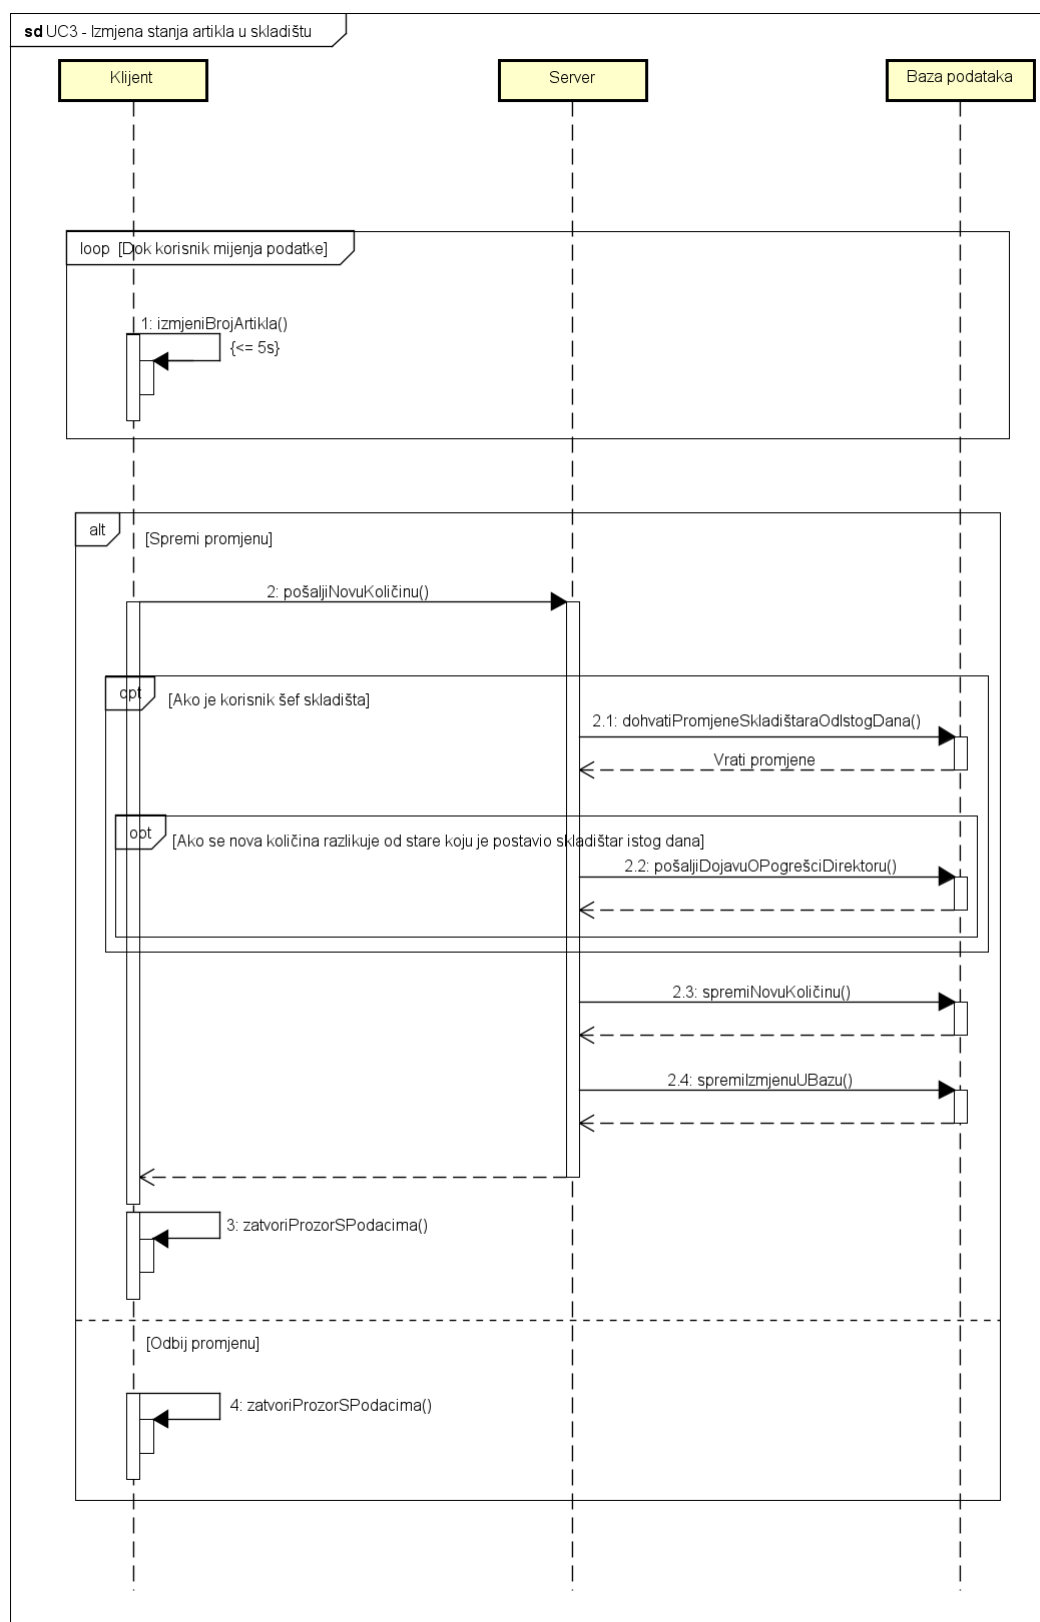 sd UC3 - Izmjena stanja artikla u skladištu
Klijent
Server
Baza podataka
loop [Dok korisnik mijenja podatke]
1: izmjeniBrojArtikla()
{<= 5s}
alt
[Spremi promjenu]
2: pošaljiNovuKoličinu()
opt
[Ako je korisnik šef skladišta]
2.1: dohvatiPromjeneSkladištaraOdIstogDana()
Vrati promjene
opt
[Ako se nova količina razlikuje od stare koju je postavio skladištar istog dana]
2.2: pošaljiDojavuOPogrešciDirektoru()
2.3: spremiNovuKoličinu()
2.4: spremiIzmjenuUBazu()
3: zatvoriProzorSPodacima()
[Odbij promjenu]
4: zatvoriProzorSPodacima()